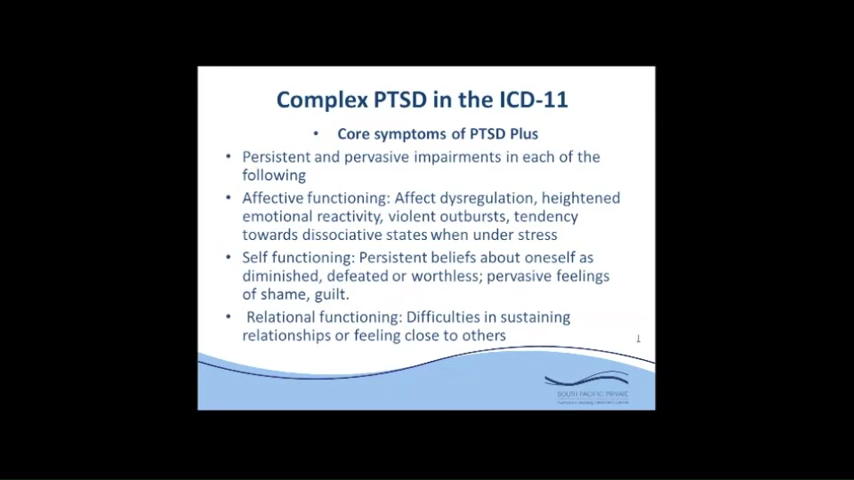 Complex PTSD in the ICD-11
• Core symptoms of PTSD Plus
• Persistent and pervasive impairments in each of the
following
• Affective functioning: Affect dysregulation, heightened
emotional reactivity, violent outbursts, tendency
towards dissociative states when under stress
• Self functioning: Persistent beliefs about oneself as
diminished, defeated or worthless; pervasive feelings
of shame, guilt.
• Relational functioning: Difficulties in sustaining
relationships or feeling close to others
SOUTH PACIFIC PRIVATE